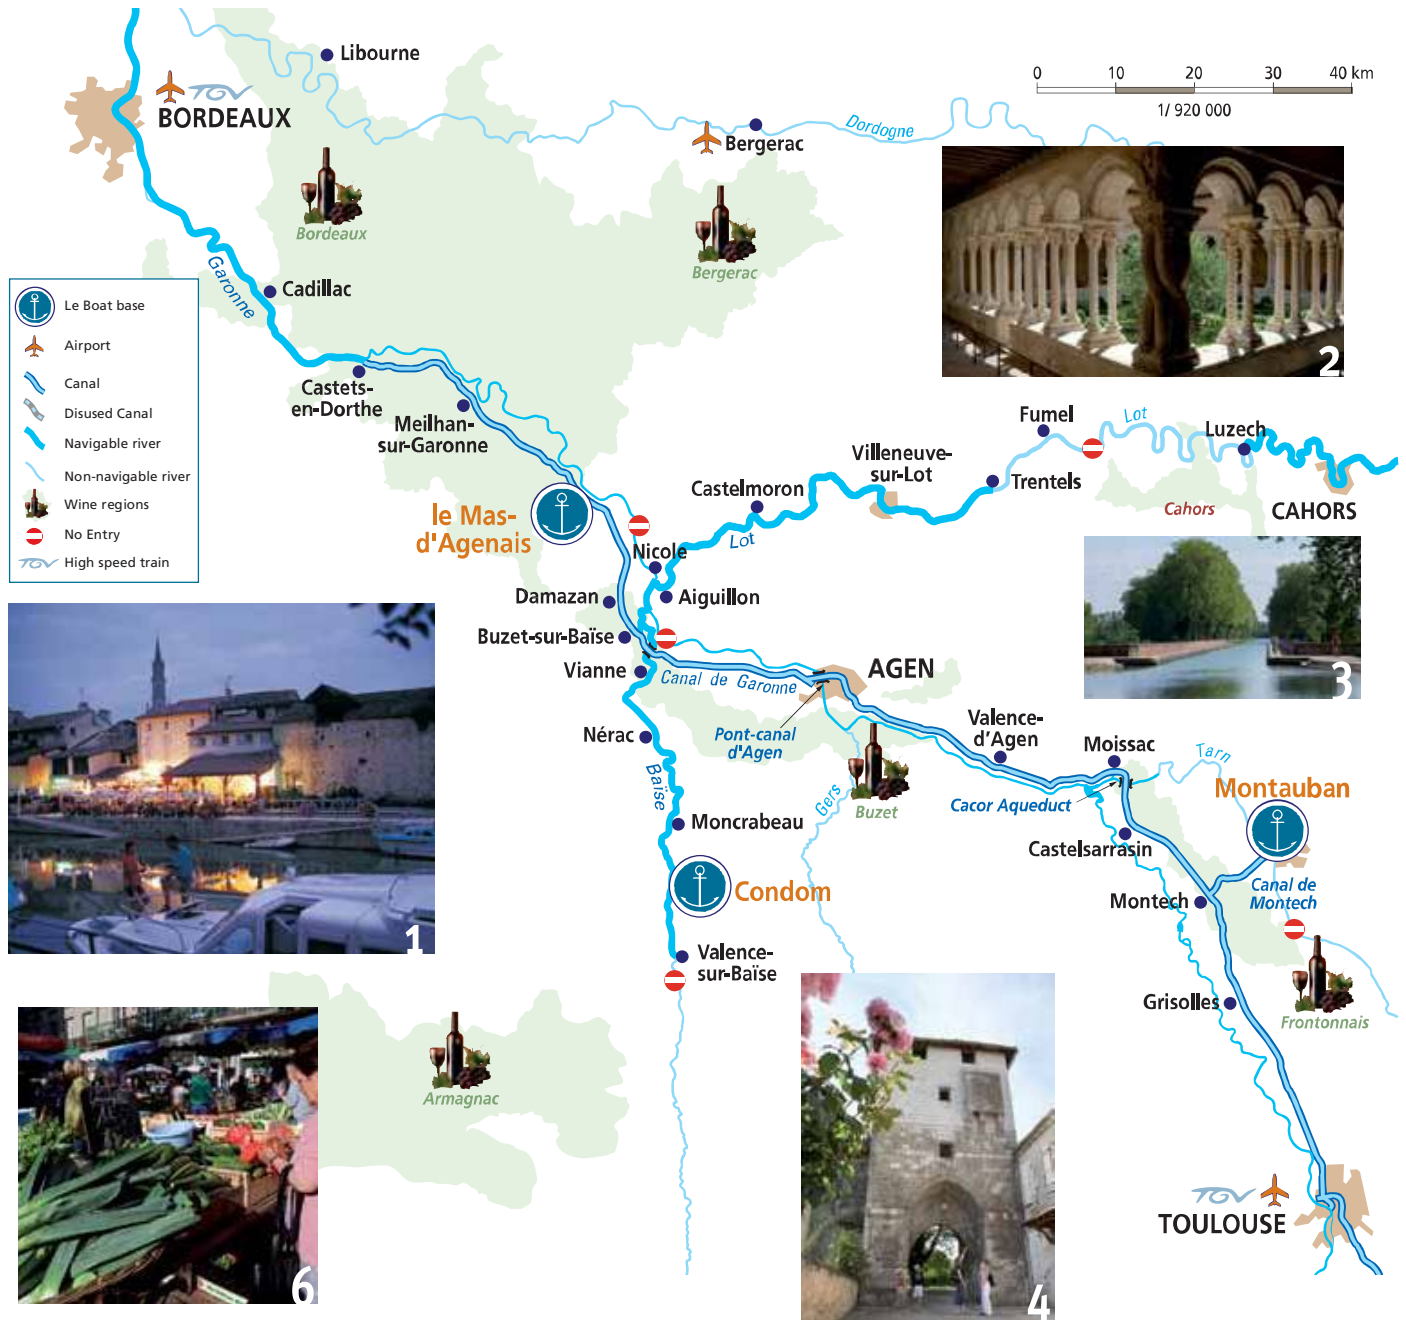 Libourne
TGV
BORDEAUX
Bergerac
Dordogne
0 10 20 30 40 km
1/ 920 000
Bordeaux
Bergerac
Garonne
Cadillac
2
Le Boat base
Airport
Canal
Disused Canal
Navigable river
Non-navigable river
Wine regions
No Entry
TGV High speed train
Castets-
en-Dorthe
Meilhan-
sur-Garonne
Fumel
Lot
Luzech
Villeneuve-
sur-Lot
Trentels
Castelmoron
Cahors
CAHORS
le Mas-
d'Agenais
Lot
Nicole
Damazan
Aiguillon
Buzet-sur-Baïse
Vianne
Canal de Garonne
AGEN
3
Pont-canal
d'Agen
Valence-
d'Agen
Moissac
Tarn
Nérac
Baïse
Gers
Buzet
Cacor Aqueduct
Montauban
Moncrabeau
Castelsarrasin
Condom
Montech
Canal de
Montech
1
Valence-
sur-Baïse
Grisolles
Frontonnais
Armagnac
TGV
TOULOUSE
6
4